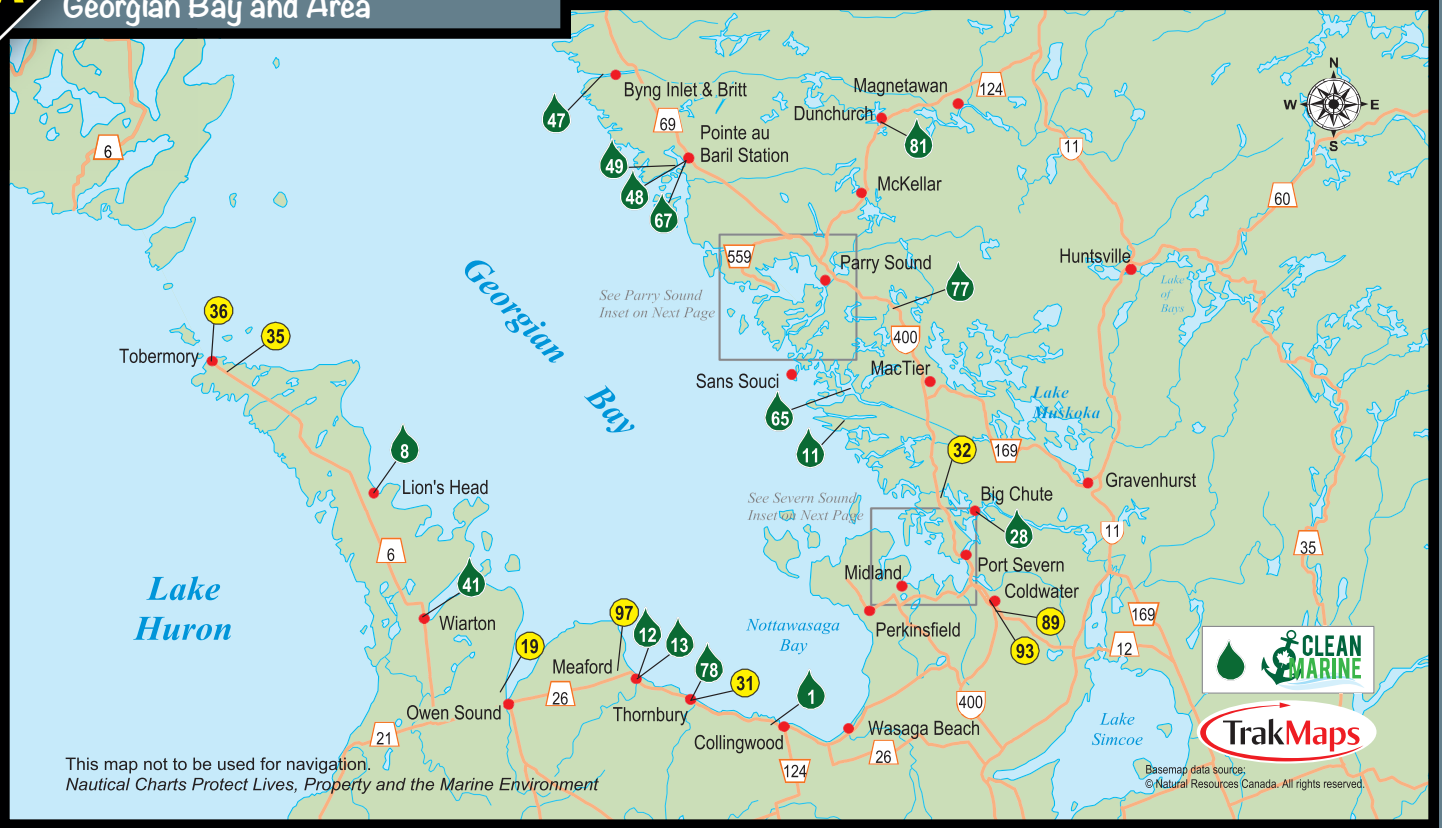 Georgian Bay and Area
N
W
E
S
Byng Inlet & Britt
47
69
Magnetawan
124
Dunchurch
81
11
6
Pointe au
Baril Station
49
48
67
McKellar
60
559
Parry Sound
Huntsville
Lake
of
Bays
77
See Parry Sound
Inset on Next Page
Georgian
Bay
36
35
Tobermory
400
MacTier
Sans Souci
65
11
Lake
Muskoka
8
Lion's Head
32
169
Gravenhurst
See Severn Sound
Inset on Next Page
Big Chute
28
11
35
6
Lake
Huron
41
Wiarton
Midland
Port Severn
Coldwater
89
93
Perkinsfield
169
12
97
12
13
78
31
1
19
Nottawasaga
Bay
Meaford
26
Thornbury
Owen Sound
21
Collingwood
Wasaga Beach
400
26
124
Lake
Simcoe
CLEAN
MARINE
TrakMaps
This map not to be used for navigation.
Nautical Charts Protect Lives, Property and the Marine Environment
Basemap data source:
© Natural Resources Canada. All rights reserved.